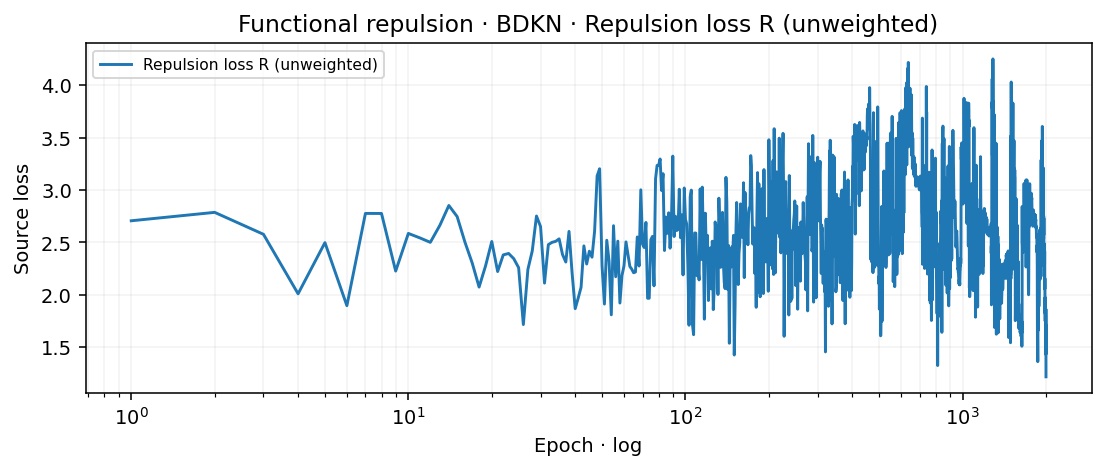 Functional repulsion · BDKN · Repulsion loss R (unweighted)
Repulsion loss R (unweighted)
Source loss
4.0
3.5
3.0
2.5
2.0
1.5
10⁰ 10¹ 10² 10³
Epoch · log